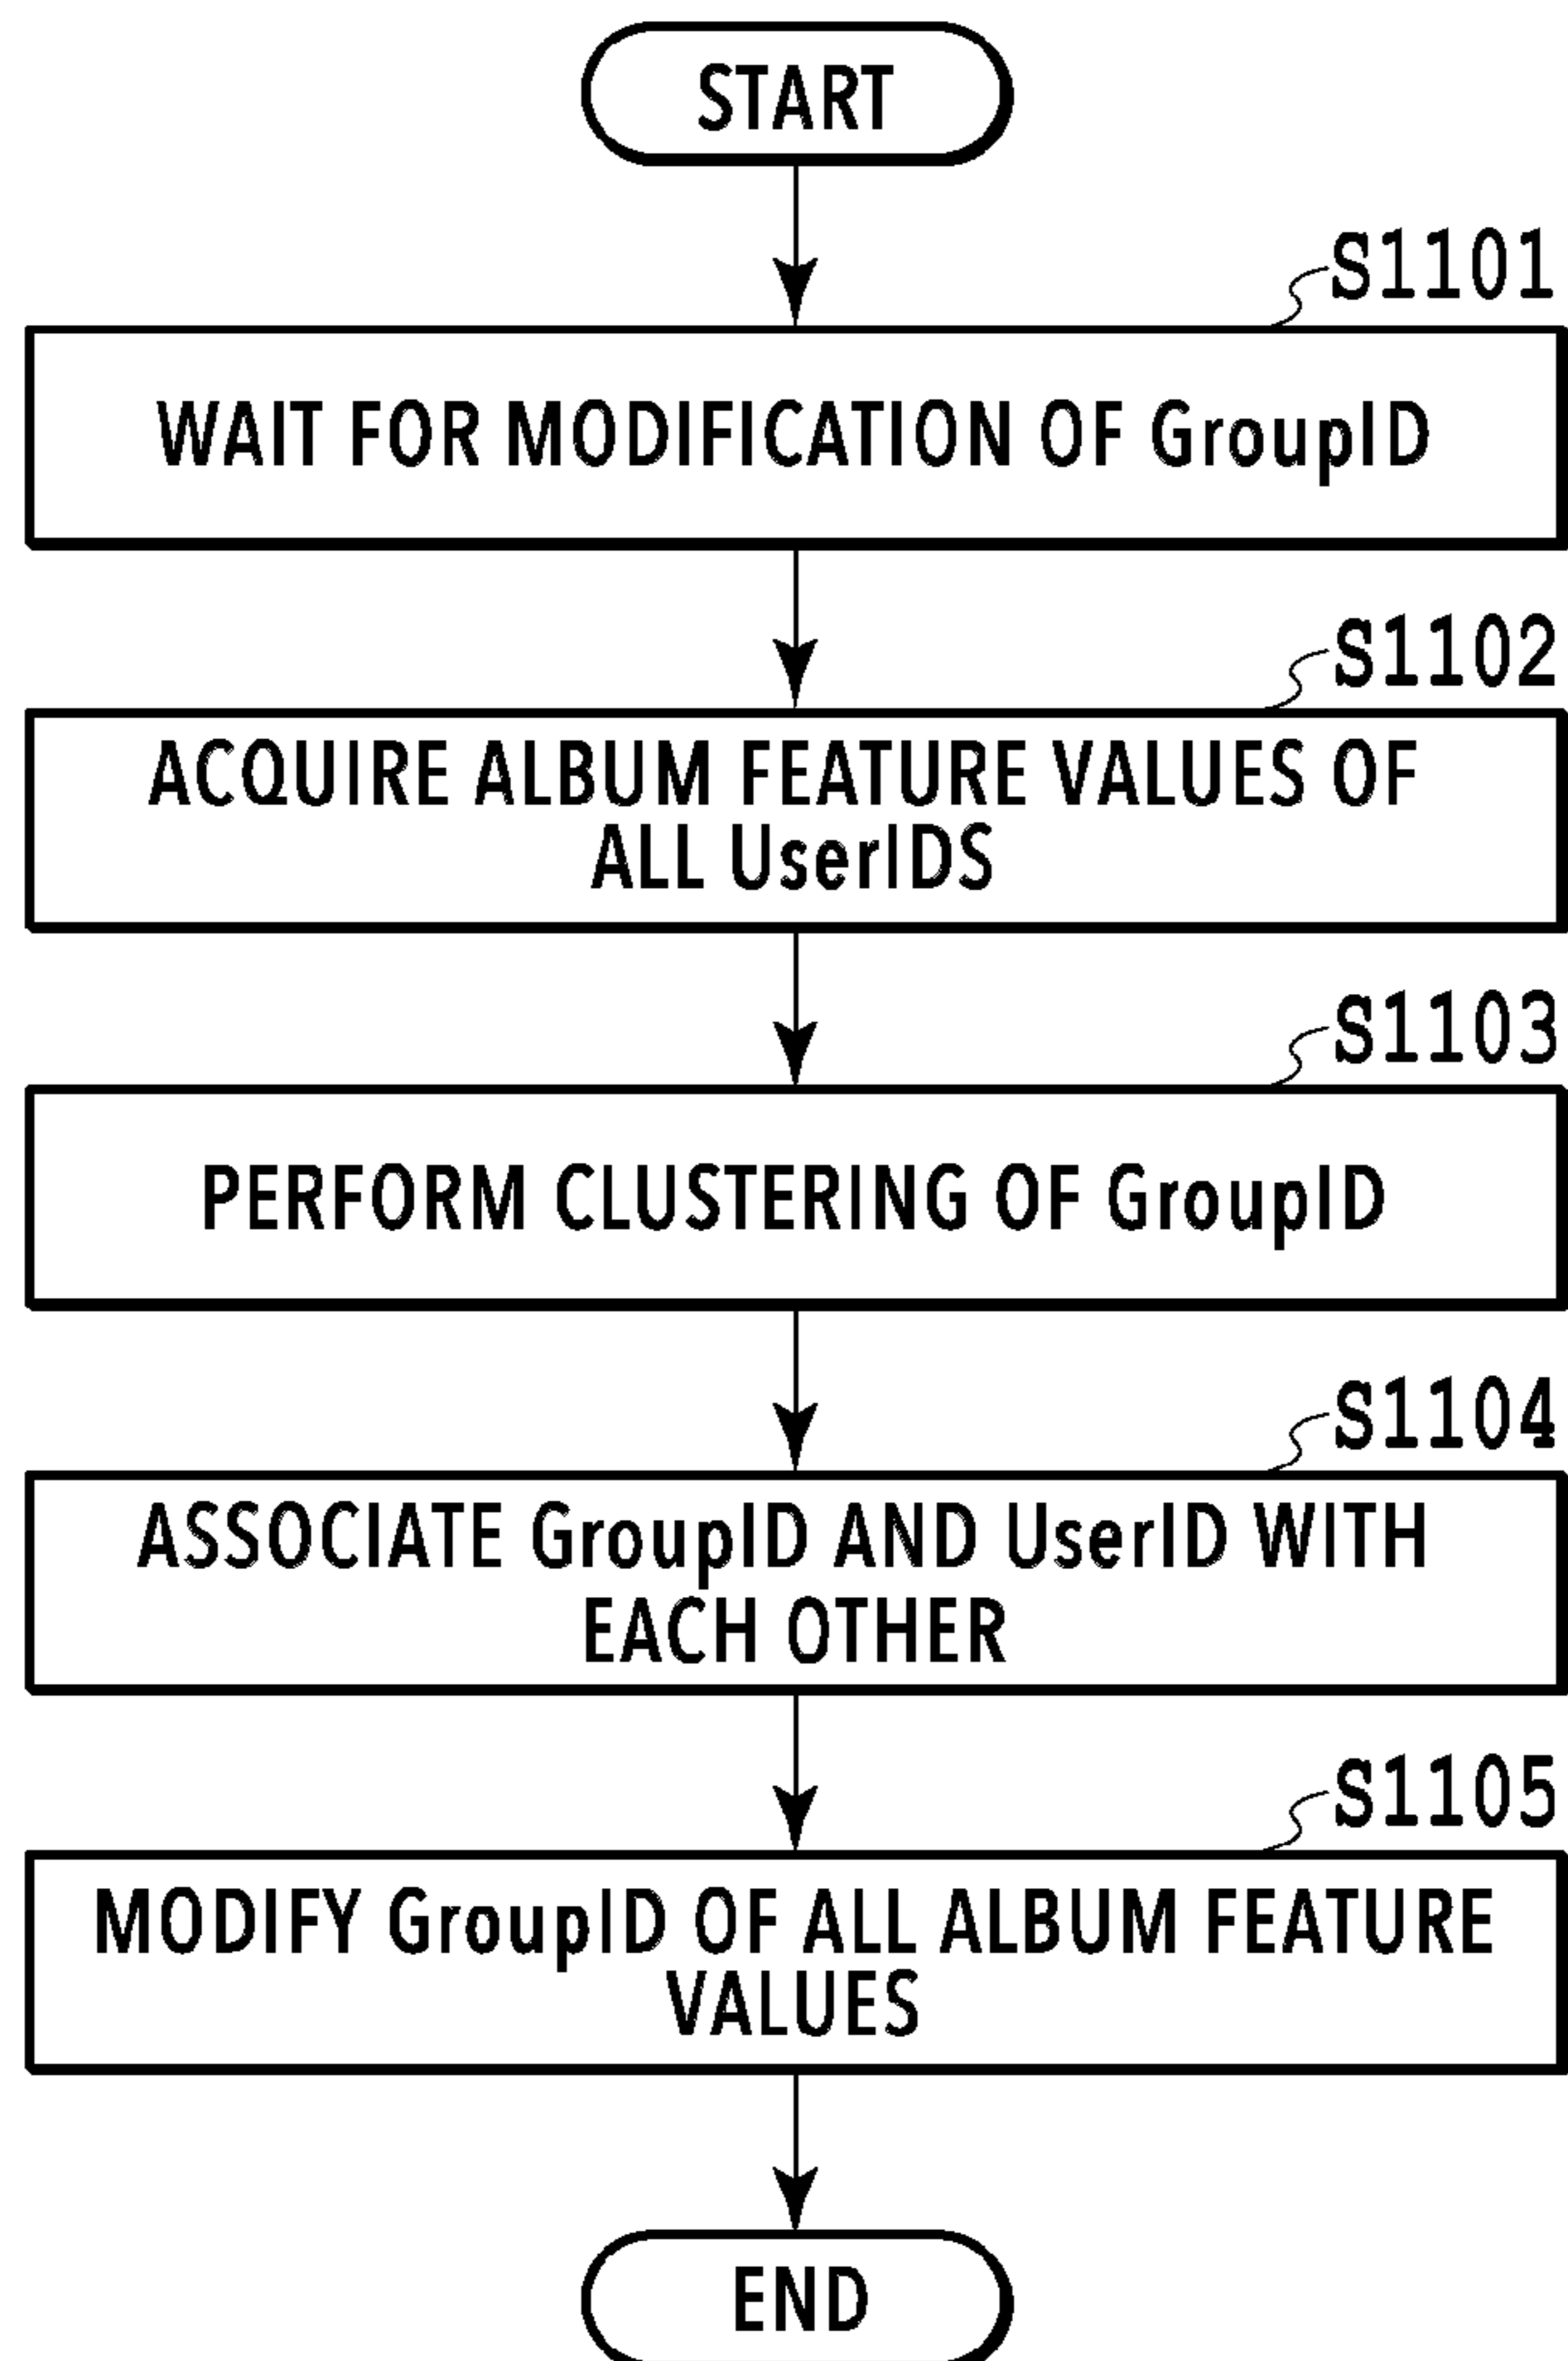 START
S1101
WAIT FOR MODIFICATION OF GroupID
S1102
ACQUIRE ALBUM FEATURE VALUES OF
ALL UserIDS
S1103
PERFORM CLUSTERING OF GroupID
S1104
ASSOCIATE GroupID AND UserID WITH
EACH OTHER
S1105
MODIFY GroupID OF ALL ALBUM FEATURE
VALUES
END